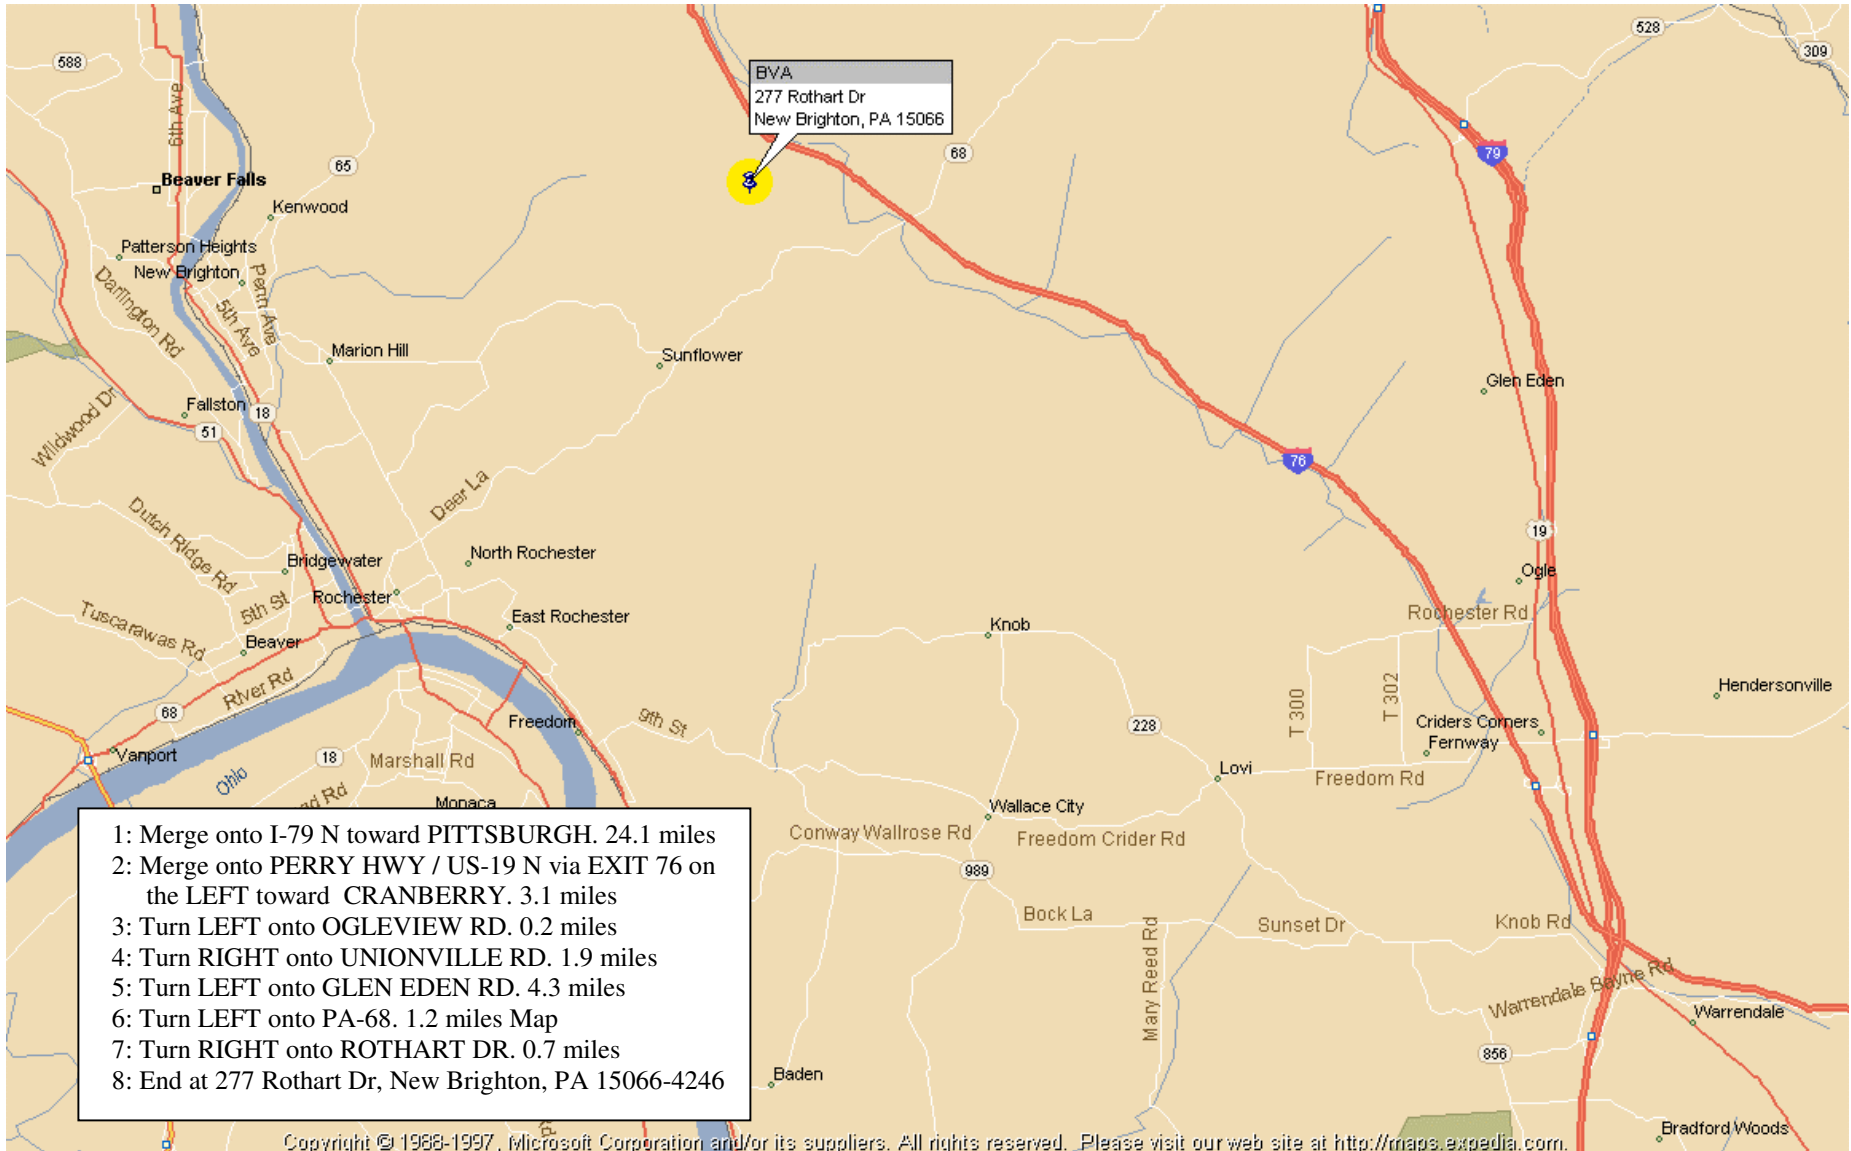 588
528
309
BVA
277 Rothart Dr
New Brighton, PA 15066
6th Ave
79
65
68
Beaver Falls
Kenwood
Patterson Heights
New Brighton
Darlington Rd
Penn Ave
5th Ave
Marion Hill
Sunflower
Glen Eden
Wildwood Dr
Fallston
18
51
76
Deer La
19
Dutch Ridge Rd
Bridgewater
North Rochester
Ogle
Rochester
5th St
East Rochester
Rochester Rd
Tuscarawas Rd
Beaver
Knob
River Rd
Hendersonville
68
Freedom
9th St
228
T 300
T 302
Criders Corners
Fernway
Vanport
18
Marshall Rd
Lovi
Freedom Rd
Ohio
Rd
Monaca
Wallace City
Conway Wallrose Rd
Freedom Crider Rd
989
Bock La
Mary Reed Rd
Sunset Dr
Knob Rd
Warrendale Bayne Rd
Warrendale
856
Baden
Bradford Woods
Rd
1: Merge onto I-79 N toward PITTSBURGH. 24.1 miles
2: Merge onto PERRY HWY / US-19 N via EXIT 76 on
the LEFT toward CRANBERRY. 3.1 miles
3: Turn LEFT onto OGLEVIEW RD. 0.2 miles
4: Turn RIGHT onto UNIONVILLE RD. 1.9 miles
5: Turn LEFT onto GLEN EDEN RD. 4.3 miles
6: Turn LEFT onto PA-68. 1.2 miles Map
7: Turn RIGHT onto ROTHART DR. 0.7 miles
8: End at 277 Rothart Dr, New Brighton, PA 15066-4246
Copyright © 1988-1997, Microsoft Corporation and/or its suppliers. All rights reserved. Please visit our web site at http://maps.expedia.com.